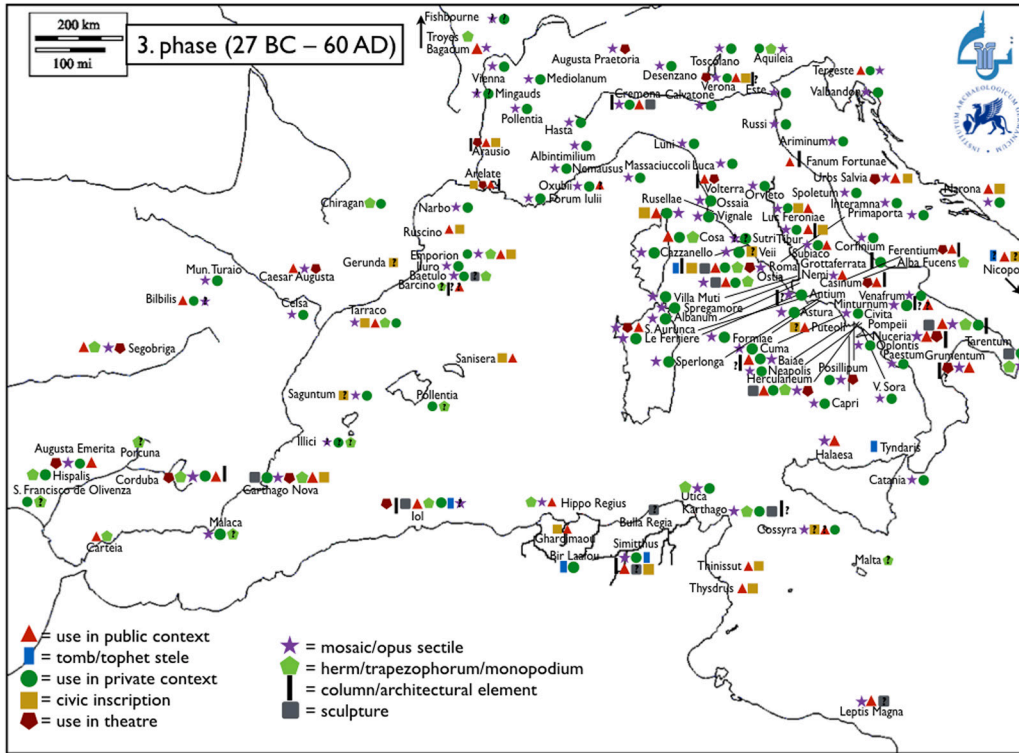 200 km
100 mi
3. phase (27 BC – 60 AD)
Fishbourne ? ?
Troyes
Bagacum
Vienna
Mingauds ?
Pollentia
Mediolanum
Augusta
Praetoria
Hasta
Albintimilium
Nemausus
Oxubii
Forum Iulii
Desenzano
Toscolano
Verona ?
Cremona Calvatone
Aquileia
Este
Tergeste
Valbandon
Russi
Ariminum
Fanum Fortunae
Urbs Salvia
Luni
Massaciuccoli Luca
Volterra
Ossaia
Vignale
Orvieto
Spoletum
Interamna
Primaporta
Narona
Rusellae
Luc Feroniae
Cosa
Sutri Tibur ?
Cazzanello
Veii ?
Subiaco
Corfinium
Ferentium
Alba Fucens
Grottaferrata
Nemi
Casinum
Roma
Ostia
Nicopo
? ?
Villa Muti
Spregamore
Albanum
S. Aurunca
Le Ferriere
Antium ?
Astura
Venafrum
Minturnum ? ?
Civita
Puteoli ?
Pompeii
Nuceria
Oplontis
Paestum
Grumentum ?
Tarentum
Formiae
Cuma
Sperlonga
Baiae ?
Neapolis
Posillipum
Herculaneum
Capri
V. Sora
Arausio
Arelate
Chiragan
Narbo
Ruscino
Gerunda ?
Emporion
Iluro
Baetulo ?
Barcino ? ? ?
Mun. Turaio
Caesar Augusta
Bilbilis
Celsa
Tarraco
Segobriga
Sanisera
Saguntum ?
Pollentia ?
Illici ? ?
Porcuna ?
Augusta Emerita
Hispalis
Corduba
S. Francisco de Olivenza ?
Carthago Nova
Malaca ?
Carteia
Iol
Hippo Regius
Utica
Bulla Regia ?
Karthago ?
Ghardimaou
Simitthus
Bir Laafou
?
Cossyra ?
Halaesa
Tyndaris
Catania
Malta ?
Thinissut
Thysdrus
Leptis Magna ?
= use in public context
= tomb/tophet stele
= use in private context
= civic inscription
= use in theatre
= mosaic/opus sectile
= herm/trapezophorum/monopodium
= column/architectural element
= sculpture
INSTITUTUM ARCHAEOLOGICUM GERMANICUM